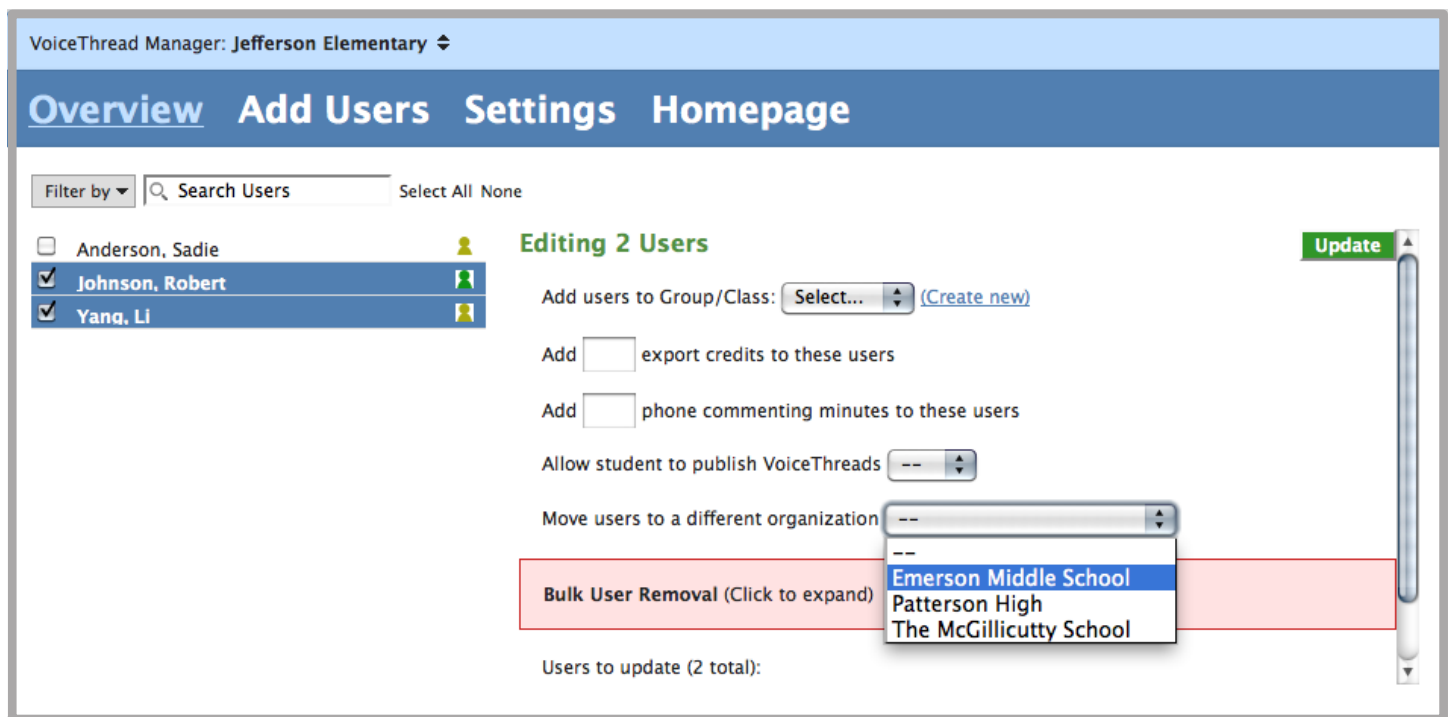 VoiceThread Manager: Jefferson Elementary
Overview Add Users Settings Homepage
Filter by Search Users Select All None
Anderson, Sadie
Johnson, Robert
Yang, Li
Editing 2 Users Update
Add users to Group/Class: Select... (Create new)
Add export credits to these users
Add phone commenting minutes to these users
Allow student to publish VoiceThreads --
Move users to a different organization --
--
Emerson Middle School
Patterson High
The McGillicutty School
Bulk User Removal (Click to expand)
Users to update (2 total):